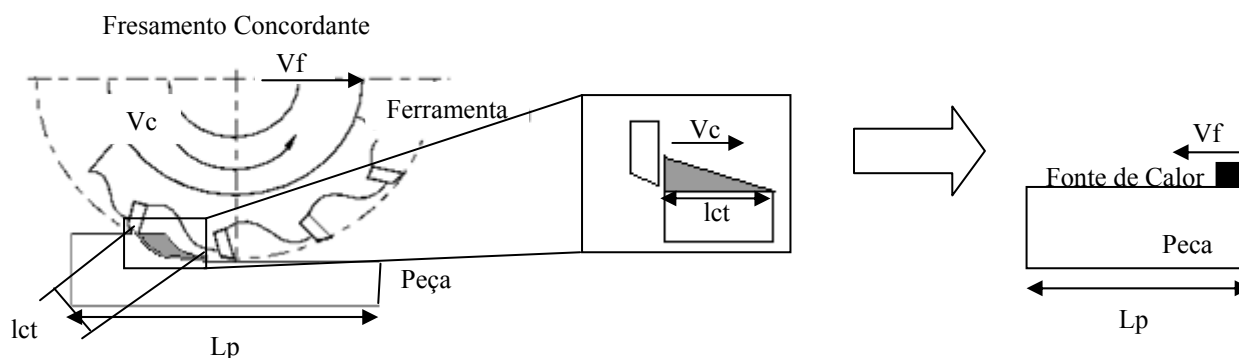 Fresamento Concordante
Vf
Vc
Ferramenta
Peça
lct
Lp
Vc
lct
Vf
Fonte de Calor
Peca
Lp